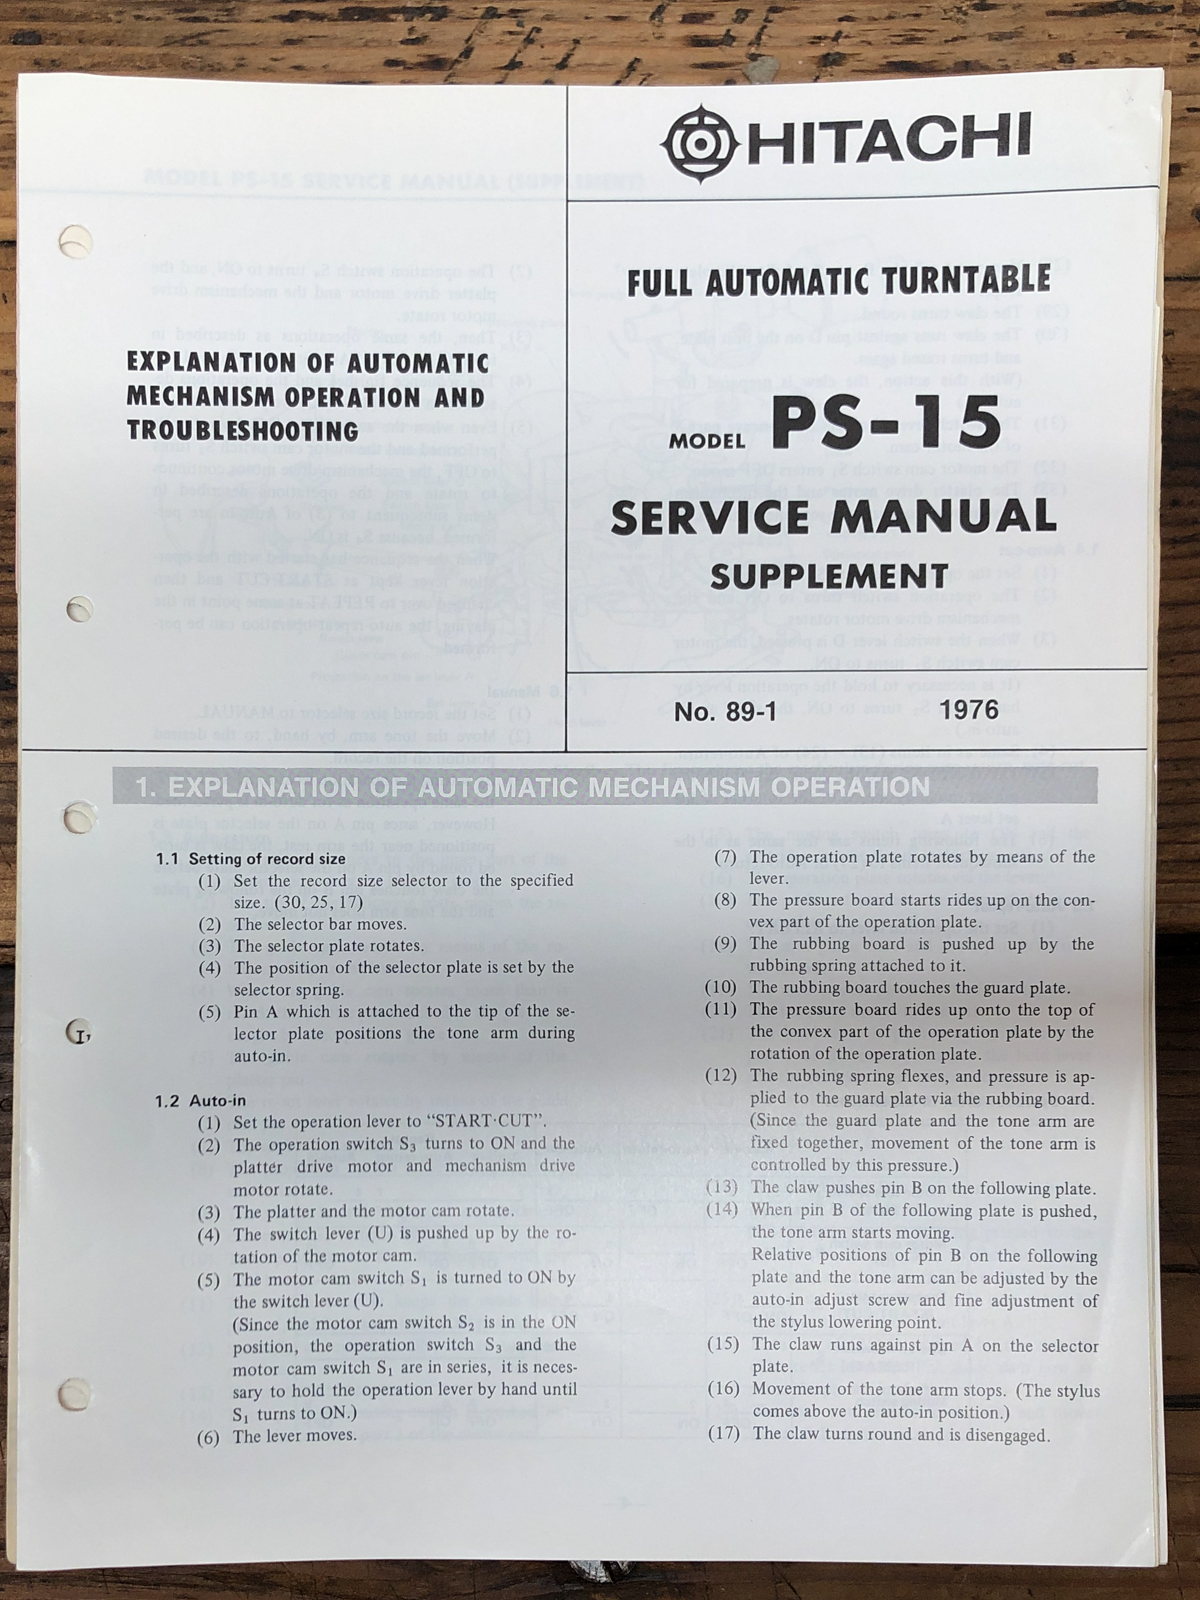 HITACHI
FULL AUTOMATIC TURNTABLE
MODEL PS-15
SERVICE MANUAL
SUPPLEMENT
No. 89-1 1976
EXPLANATION OF AUTOMATIC
MECHANISM OPERATION AND
TROUBLESHOOTING
1. EXPLANATION OF AUTOMATIC MECHANISM OPERATION
1.1 Setting of record size
(1) Set the record size selector to the specified
size. (30, 25, 17)
(2) The selector bar moves.
(3) The selector plate rotates.
(4) The position of the selector plate is set by the
selector spring.
(5) Pin A which is attached to the tip of the se-
lector plate positions the tone arm during
auto-in.
1.2 Auto-in
(1) Set the operation lever to “START·CUT”.
(2) The operation switch S3 turns to ON and the
platter drive motor and mechanism drive
motor rotate.
(3) The platter and the motor cam rotate.
(4) The switch lever (U) is pushed up by the ro-
tation of the motor cam.
(5) The motor cam switch S1 is turned to ON by
the switch lever (U).
(Since the motor cam switch S2 is in the ON
position, the operation switch S3 and the
motor cam switch S1 are in series, it is neces-
sary to hold the operation lever by hand until
S1 turns to ON.)
(6) The lever moves.
(7) The operation plate rotates by means of the
lever.
(8) The pressure board starts rides up on the con-
vex part of the operation plate.
(9) The rubbing board is pushed up by the
rubbing spring attached to it.
(10) The rubbing board touches the guard plate.
(11) The pressure board rides up onto the top of
the convex part of the operation plate by the
rotation of the operation plate.
(12) The rubbing spring flexes, and pressure is ap-
plied to the guard plate via the rubbing board.
(Since the guard plate and the tone arm are
fixed together, movement of the tone arm is
controlled by this pressure.)
(13) The claw pushes pin B on the following plate.
(14) When pin B of the following plate is pushed,
the tone arm starts moving.
Relative positions of pin B on the following
plate and the tone arm can be adjusted by the
auto-in adjust screw and fine adjustment of
the stylus lowering point.
(15) The claw runs against pin A on the selector
plate.
(16) Movement of the tone arm stops. (The stylus
comes above the auto-in position.)
(17) The claw turns round and is disengaged.